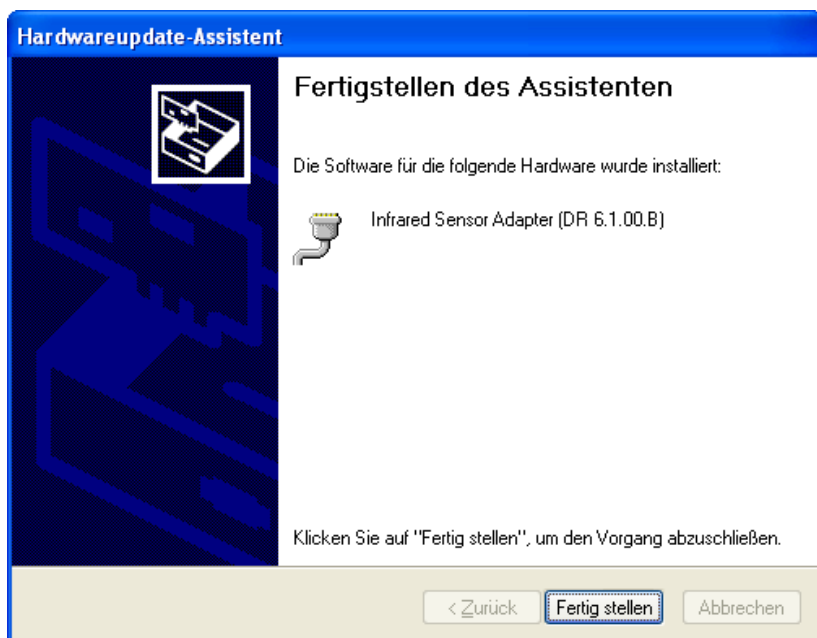 Hardwareupdate-Assistent
Fertigstellen des Assistenten
Die Software für die folgende Hardware wurde installiert:
Infrared Sensor Adapter (DR 6.1.00.B)
Klicken Sie auf "Fertig stellen", um den Vorgang abzuschließen.
< Zurück Fertig stellen Abbrechen